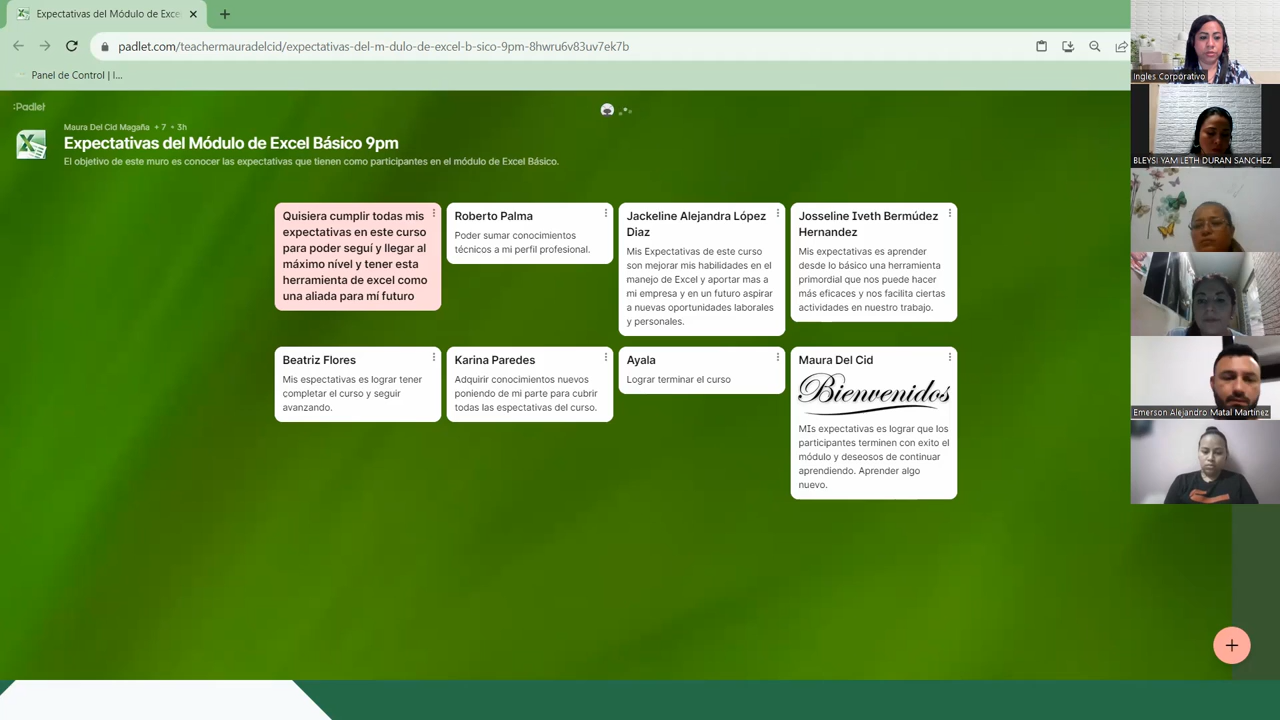 Expectativas del Módulo de Exce
padlet.com/teachermauradelcid/expectativas-del-m-dulo-de-excel-b-sico-9pm-8hwru6v83uv7ek7b
Panel de Control | I...
:Padlet
Maura Del Cid Magaña + 7 • 3h
Expectativas del Módulo de Excel Básico 9pm
El objetivo de este muro es conocer las expectativas que tienen como participantes en el módulo de Excel Básico.
Quisiera cumplir todas mis
expectativas en este curso
para poder seguí y llegar al
máximo nível y tener esta
herramienta de excel como
una aliada para mí futuro
Roberto Palma
Poder sumar conocimientos
técnicos a mi perfil profesional.
Jackeline Alejandra López
Diaz
Mis Expectativas de este curso
son mejorar mis habilidades en el
manejo de Excel y aportar mas a
mi empresa y en un futuro aspirar
a nuevas oportunidades laborales
y personales.
Josseline Iveth Bermúdez
Hernandez
Mis expectativas es aprender
desde lo básico una herramienta
primordial que nos puede hacer
más eficaces y nos facilita ciertas
actividades en nuestro trabajo.
Beatriz Flores
Mis espectativas es lograr tener
completar el curso y seguir
avanzando.
Karina Paredes
Adquirir conocimientos nuevos
poniendo de mi parte para cubrir
todas las espectativas del curso.
Ayala
Lograr terminar el curso
Maura Del Cid
Bienvenidos
MIs expectativas es lograr que los
participantes terminen con exito el
módulo y deseosos de continuar
aprendiendo. Aprender algo
nuevo.
Ingles Corporativo
BLEYSI YAMILETH DURAN SANCHEZ
Emerson Alejandro Matal Martinez